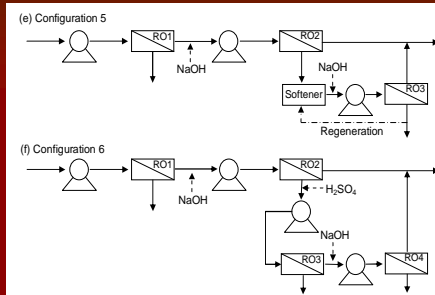 (e) Configuration 5
RO1
RO2
NaOH
NaOH
Softener
RO3
Regeneration
(f) Configuration 6
RO1
RO2
NaOH
H₂SO₄
NaOH
RO3
RO4